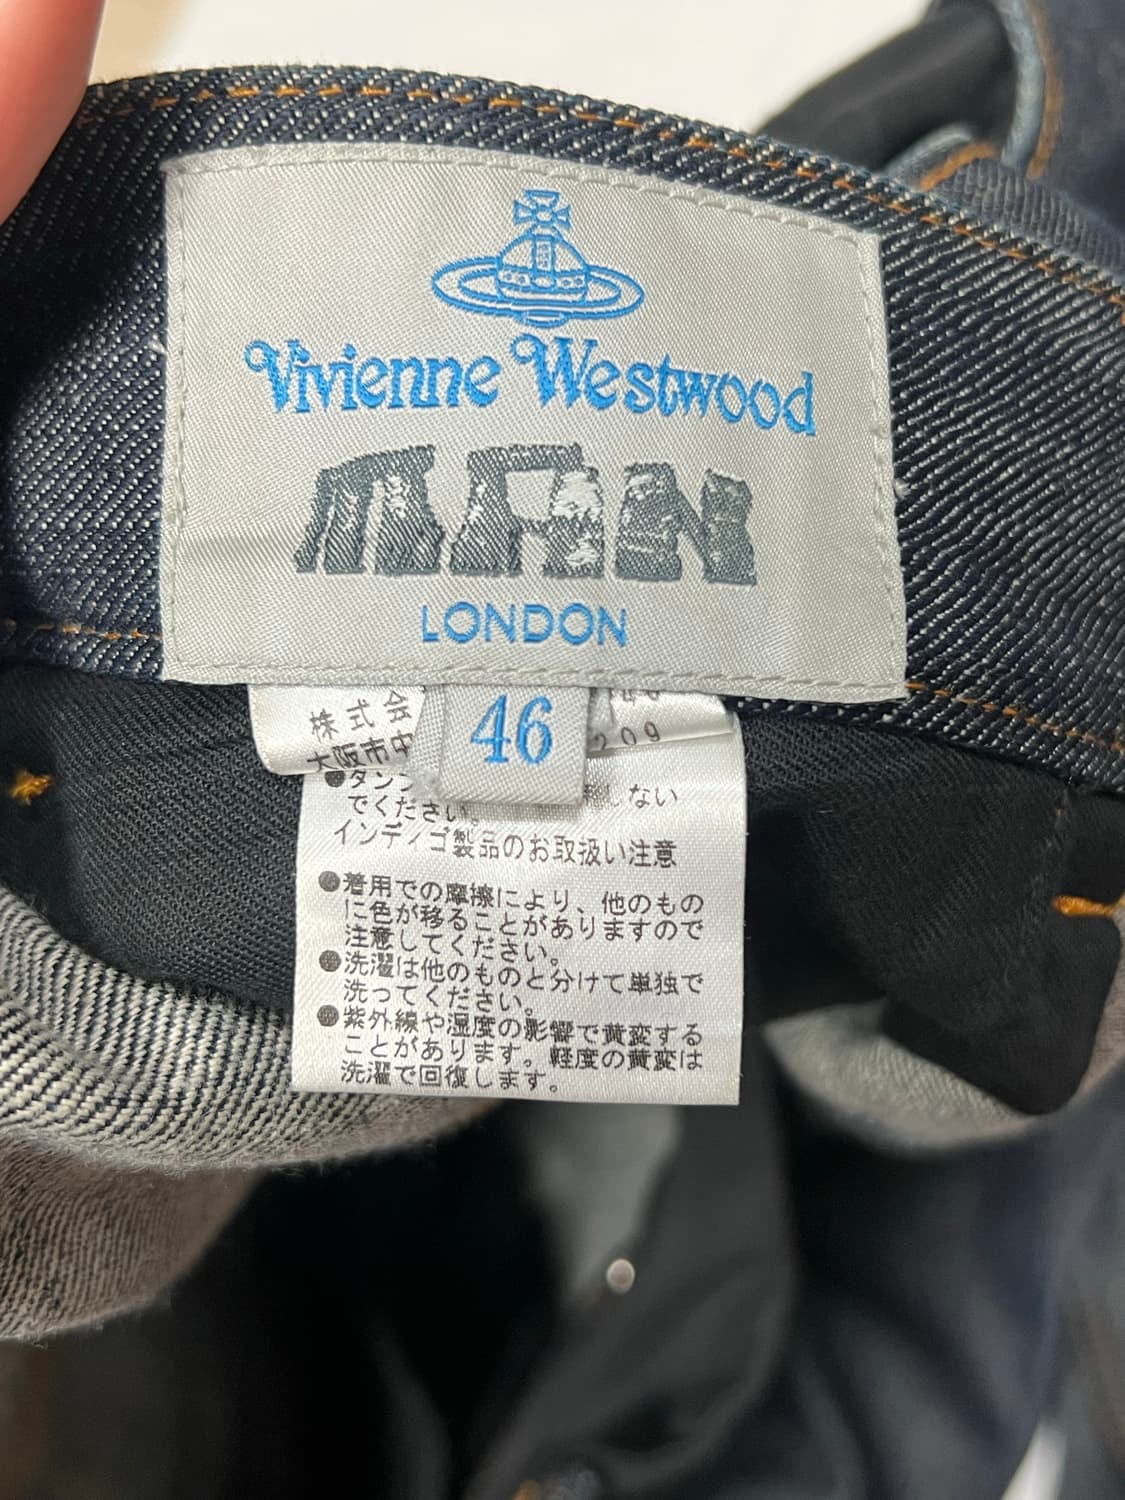 Vivienne Westwood
MAN
LONDON
46
株式会
大阪市中
209
●タンブ
しない
でください。
インディゴ製品のお取扱い注意
●着用での摩擦により、他のもの
に色が移ることがありますので
注意してください。
●洗濯は他のものと分けて単独で
洗ってください。
●紫外線や湿度の影響で黄変する
ことがあります。軽度の黄変は
洗濯で回復します。